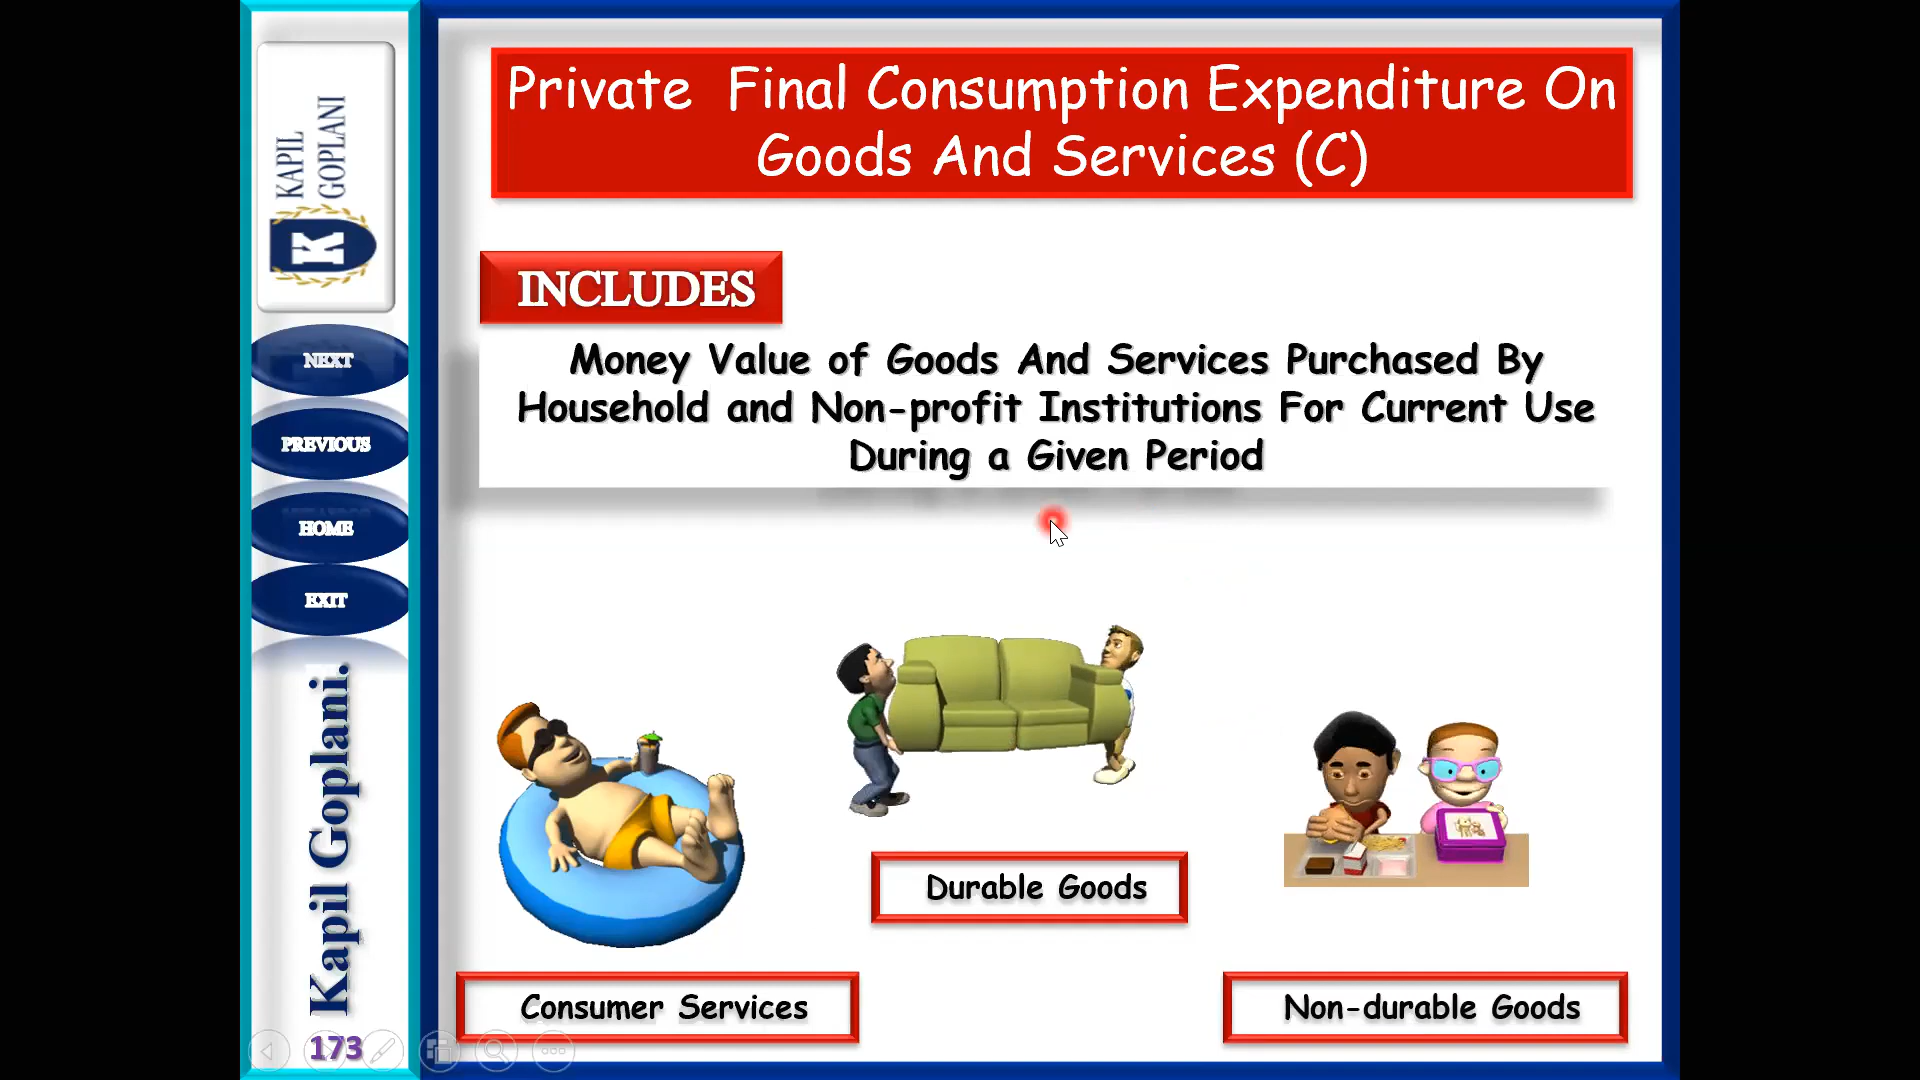 Private Final Consumption Expenditure On
Goods And Services (C)
KAPIL
GOPLANI
K
NEXT
PREVIOUS
HOME
EXIT
Kapil Goplani.
173
INCLUDES
Money Value of Goods And Services Purchased By
Household and Non-profit Institutions For Current Use
During a Given Period
Durable Goods
Consumer Services
Non-durable Goods